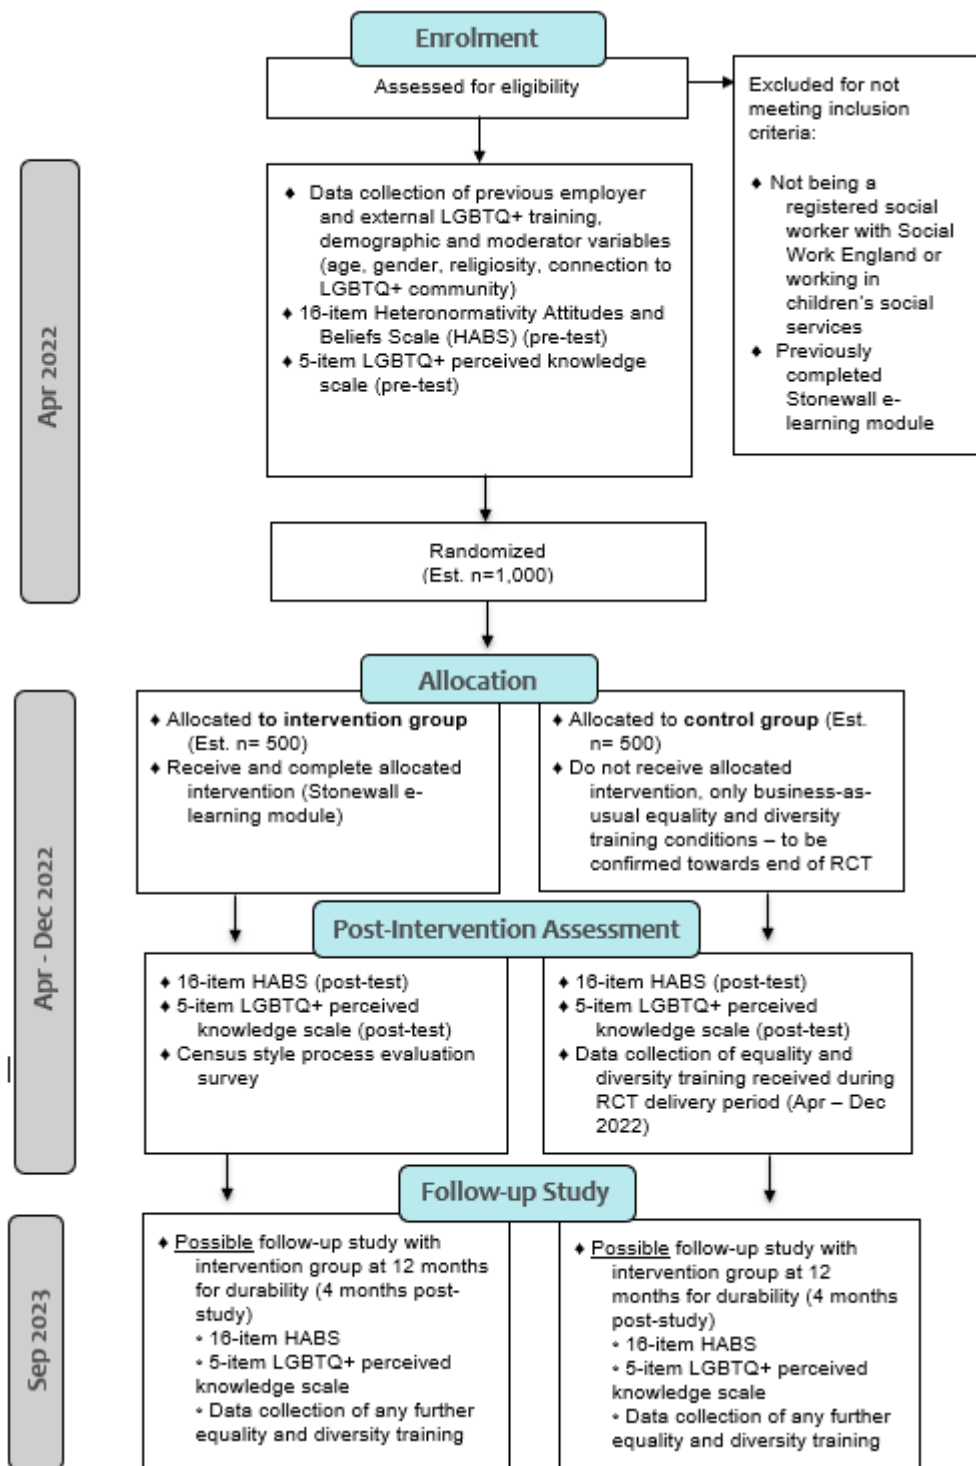 Enrolment
Assessed for eligibility
Excluded for not
meeting inclusion
criteria:
♦ Not being a
registered social
worker with Social
Work England or
working in
children's social
services
♦ Previously
completed
Stonewall e-
learning module
Apr 2022
♦ Data collection of previous employer
and external LGBTQ+ training,
demographic and moderator variables
(age, gender, religiosity, connection to
LGBTQ+ community)
♦ 16-item Heteronormativity Attitudes and
Beliefs Scale (HABS) (pre-test)
♦ 5-item LGBTQ+ perceived knowledge
scale (pre-test)
Randomized
(Est. n=1,000)
Allocation
Apr - Dec 2022
♦ Allocated to intervention group
(Est. n= 500)
♦ Receive and complete allocated
intervention (Stonewall e-
learning module)
♦ Allocated to control group (Est.
n= 500)
♦ Do not receive allocated
intervention, only business-as-
usual equality and diversity
training conditions – to be
confirmed towards end of RCT
Post-Intervention Assessment
♦ 16-item HABS (post-test)
♦ 5-item LGBTQ+ perceived
knowledge scale (post-test)
♦ Census style process evaluation
survey
♦ 16-item HABS (post-test)
♦ 5-item LGBTQ+ perceived
knowledge scale (post-test)
♦ Data collection of equality and
diversity training received during
RCT delivery period (Apr – Dec
2022)
Follow-up Study
Sep 2023
♦ Possible follow-up study with
intervention group at 12 months
for durability (4 months post-
study)
• 16-item HABS
• 5-item LGBTQ+ perceived
knowledge scale
• Data collection of any further
equality and diversity training
♦ Possible follow-up study with
intervention group at 12
months for durability (4 months
post-study)
• 16-item HABS
• 5-item LGBTQ+ perceived
knowledge scale
• Data collection of any further
equality and diversity training